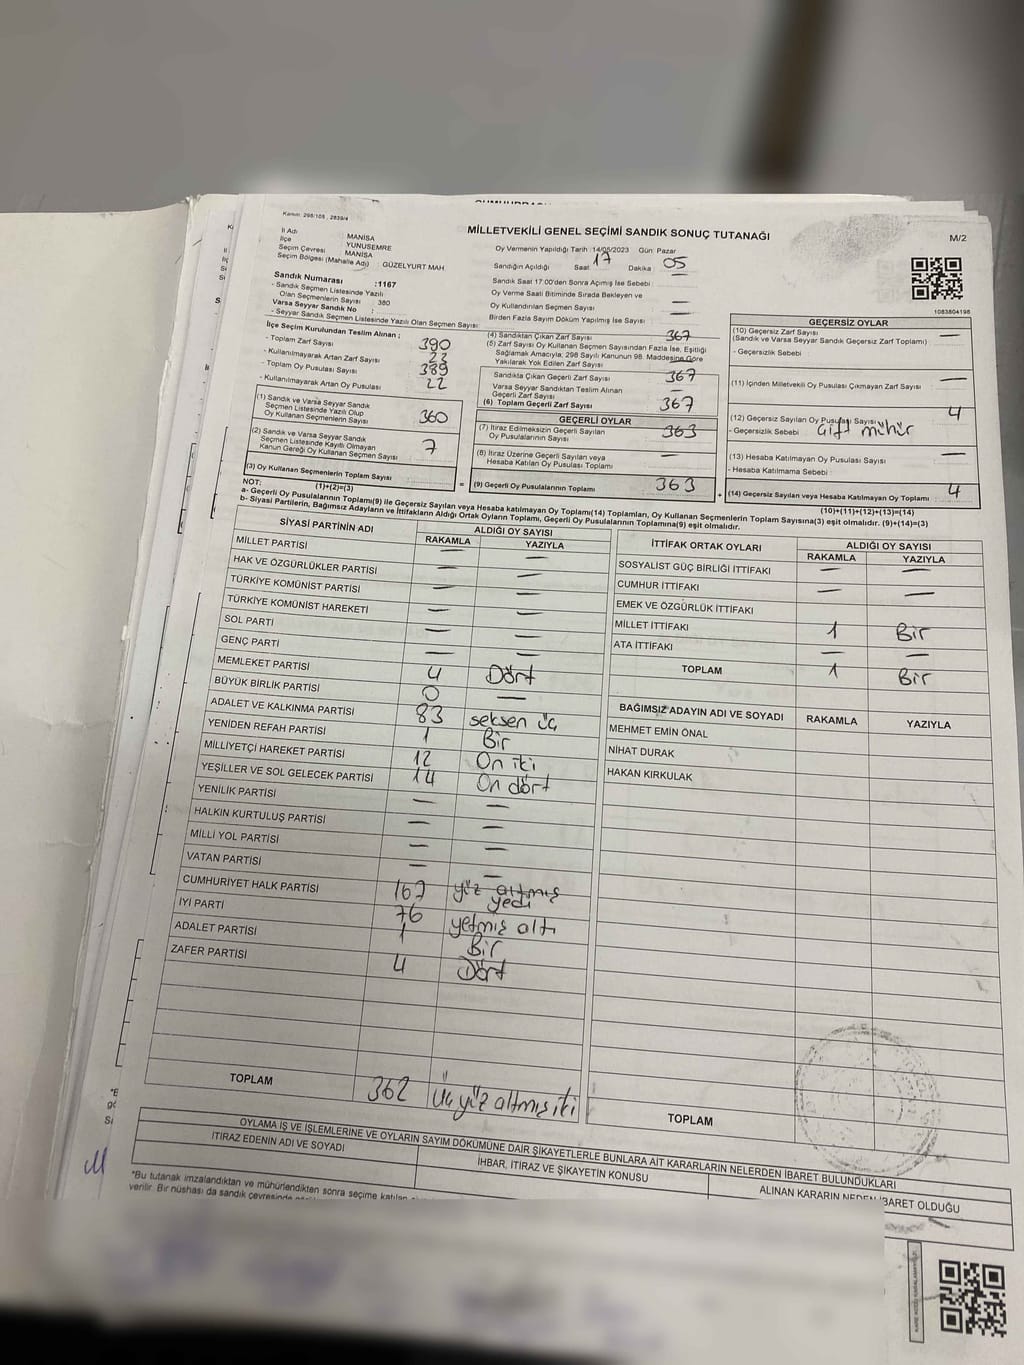 Kanun: 298/105 , 2839/4
MİLLETVEKİLİ GENEL SEÇİMİ SANDIK SONUÇ TUTANAĞI
M/2
İl Adı : MANİSA
İlçe : YUNUSEMRE
Seçim Çevresi : MANİSA
Seçim Bölgesi (Mahalle Adı) : GÜZELYURT MAH.
Oy Vermenin Yapıldığı Tarih :14/05/2023 Gün: Pazar
Sandığın Açıldığı Saat: 17 Dakika : 05
Sandık Numarası :1167
- Sandık Seçmen Listesinde Yazılı
Olan Seçmenlerin Sayısı : 380
Varsa Seyyar Sandık No :
- Seyyar Sandık Seçmen Listesinde Yazılı Olan Seçmen Sayısı :
Sandık Saat 17:00'den Sonra Açılmış İse Sebebi :
Oy Verme Saati Bitiminde Sırada Bekleyen ve
Oy Kullandırılan Seçmen Sayısı : —
Birden Fazla Sayım Döküm Yapılmış İse Sayısı : —
1083804198
İlçe Seçim Kurulundan Teslim Alınan :
- Toplam Zarf Sayısı : 390
- Kullanılmayarak Artan Zarf Sayısı : 23
- Toplam Oy Pusulası Sayısı : 389
- Kullanılmayarak Artan Oy Pusulası : 22
(1) Sandık ve Varsa Seyyar Sandık
Seçmen Listesinde Yazılı Olup
Oy Kullanan Seçmenlerin Sayısı 360
(2) Sandık ve Varsa Seyyar Sandık
Seçmen Listesinde Kayıtlı Olmayan
Kanun Gereği Oy Kullanan Seçmen Sayısı 7
(3) Oy Kullanan Seçmenlerin Toplam Sayısı
(1)+(2)=(3)
(4) Sandıktan Çıkan Zarf Sayısı 367
(5) Zarf Sayısı Oy Kullanan Seçmen Sayısından Fazla İse, Eşitliği
Sağlamak Amacıyla; 298 Sayılı Kanunun 98. Maddesine Göre
Yakılarak Yok Edilen Zarf Sayısı —
Sandıkta Çıkan Geçerli Zarf Sayısı 367
Varsa Seyyar Sandıktan Teslim Alınan
Geçerli Zarf Sayısı —
(6) Toplam Geçerli Zarf Sayısı 367
GEÇERLİ OYLAR
(7) İtiraz Edilmeksizin Geçerli Sayılan
Oy Pusulalarının Sayısı 363
(8) İtiraz Üzerine Geçerli Sayılan veya
Hesaba Katılan Oy Pusulası Toplamı —
= (9) Geçerli Oy Pusulalarının Toplamı 363
GEÇERSİZ OYLAR
(10) Geçersiz Zarf Sayısı
(Sandık ve Varsa Seyyar Sandık Geçersiz Zarf Toplamı) —
- Geçersizlik Sebebi :
(11) İçinden Milletvekili Oy Pusulası Çıkmayan Zarf Sayısı —
(12) Geçersiz Sayılan Oy Pusulası Sayısı 4
- Geçersizlik Sebebi : Çift mühür
(13) Hesaba Katılmayan Oy Pusulası Sayısı —
- Hesaba Katılmama Sebebi :
+ (14) Geçersiz Sayılan veya Hesaba Katılmayan Oy Toplamı 4
(10)+(11)+(12)+(13)=(14)
NOT:
a- Geçerli Oy Pusulalarının Toplamı(9) ile Geçersiz Sayılan veya Hesaba katılmayan Oy Toplamı(14) Toplamları, Oy Kullanan Seçmenlerin Toplam Sayısına(3) eşit olmalıdır. (9)+(14)=(3)
b- Siyasi Partilerin, Bağımsız Adayların ve İttifakların Aldığı Ortak Oyların Toplamı, Geçerli Oy Pusulalarının Toplamına(9) eşit olmalıdır.
SİYASİ PARTİNİN ADI
ALDIĞI OY SAYISI
RAKAMLA YAZIYLA
MİLLET PARTİSİ — —
HAK VE ÖZGÜRLÜKLER PARTİSİ — —
TÜRKİYE KOMÜNİST PARTİSİ — —
TÜRKİYE KOMÜNİST HAREKETİ — —
SOL PARTİ — —
GENÇ PARTİ — —
MEMLEKET PARTİSİ 4 Dört
BÜYÜK BİRLİK PARTİSİ 0 —
ADALET VE KALKINMA PARTİSİ 83 seksen üç
YENİDEN REFAH PARTİSİ 1 Bir
MİLLİYETÇİ HAREKET PARTİSİ 12 On iki
YEŞİLLER VE SOL GELECEK PARTİSİ 14 On dört
YENİLİK PARTİSİ — —
HALKIN KURTULUŞ PARTİSİ — —
MİLLİ YOL PARTİSİ — —
VATAN PARTİSİ — —
CUMHURİYET HALK PARTİSİ 167 yüz altmış yedi
İYİ PARTİ 76 yetmiş altı
ADALET PARTİSİ 1 Bir
ZAFER PARTİSİ 4 Dört
TOPLAM 362 Üç yüz altmış iki
İTTİFAK ORTAK OYLARI
ALDIĞI OY SAYISI
RAKAMLA YAZIYLA
SOSYALİST GÜÇ BİRLİĞİ İTTİFAKI — —
CUMHUR İTTİFAKI — —
EMEK VE ÖZGÜRLÜK İTTİFAKI
MİLLET İTTİFAKI 1 Bir
ATA İTTİFAKI — —
TOPLAM 1 Bir
BAĞIMSIZ ADAYIN ADI VE SOYADI RAKAMLA YAZIYLA
MEHMET EMİN ÖNAL
NİHAT DURAK
HAKAN KIRKULAK
TOPLAM
OYLAMA İŞ VE İŞLEMLERİNE VE OYLARIN SAYIM DÖKÜMÜNE DAİR ŞİKAYETLERLE BUNLARA AİT KARARLARIN NELERDEN İBARET BULUNDUKLARI
İTİRAZ EDENİN ADI VE SOYADI
İHBAR, İTİRAZ VE ŞİKAYETİN KONUSU
ALINAN KARARIN NEDEN İBARET OLDUĞU
"Bu tutanak imzalandıktan ve mühürlendikten sonra seçime katılan
verilir. Bir nüshası da sandık çevresinde